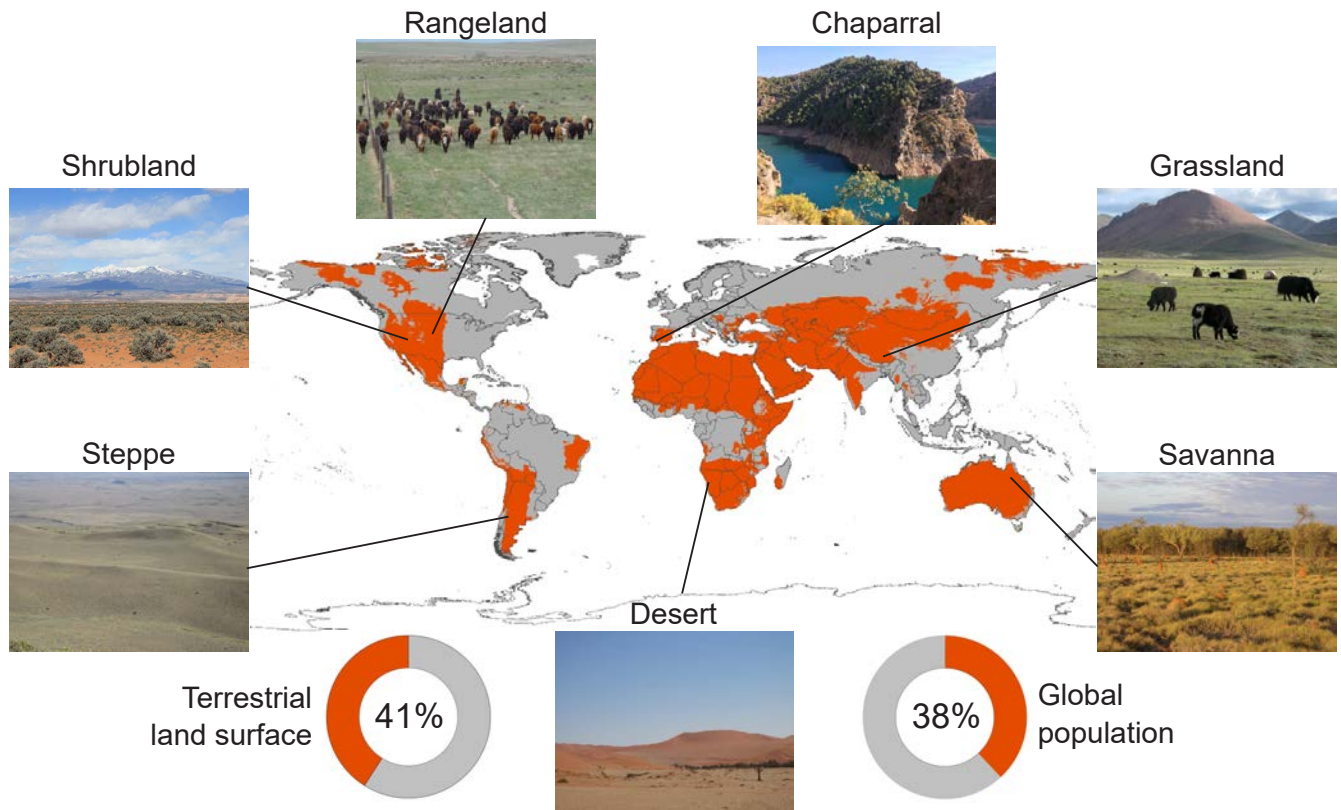 Rangeland
Chaparral
Shrubland
Grassland
Steppe
Savanna
Desert
Terrestrial
land surface
41%
38%
Global
population